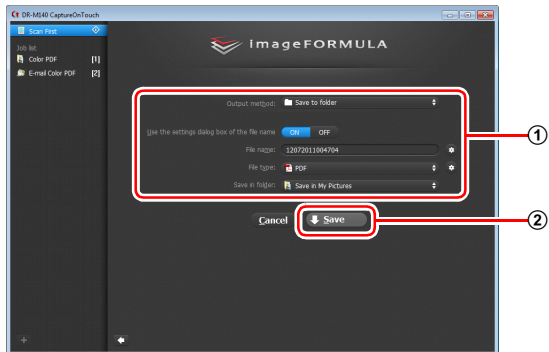 DR-M140 CaptureOnTouch
Scan First
Job list
Color PDF [1]
E-mail Color PDF [2]
imageFORMULA
Output method: Save to folder
Use the settings dialog box of the file name ON OFF
File name: 12072011004704
File type: PDF
Save in folder: Save in My Pictures
Cancel Save
1
2